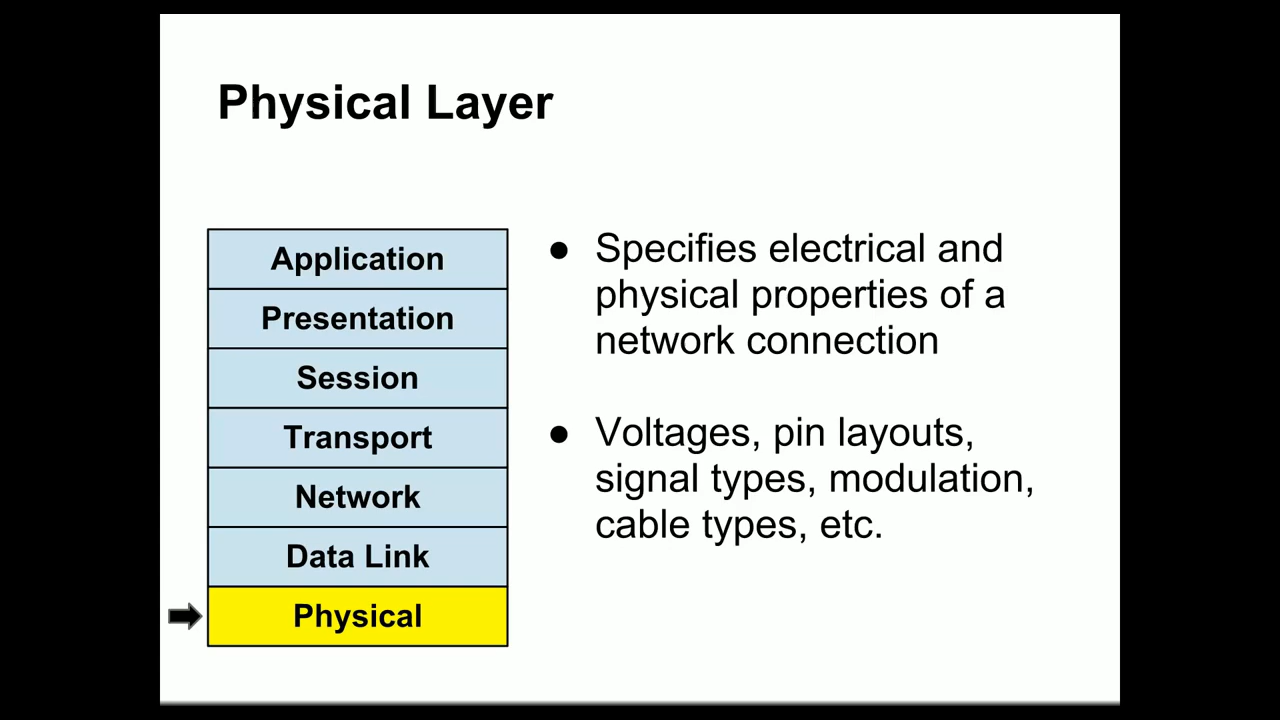 Physical Layer
Application
Presentation
Session
Transport
Network
Data Link
Physical
● Specifies electrical and
physical properties of a
network connection
● Voltages, pin layouts,
signal types, modulation,
cable types, etc.